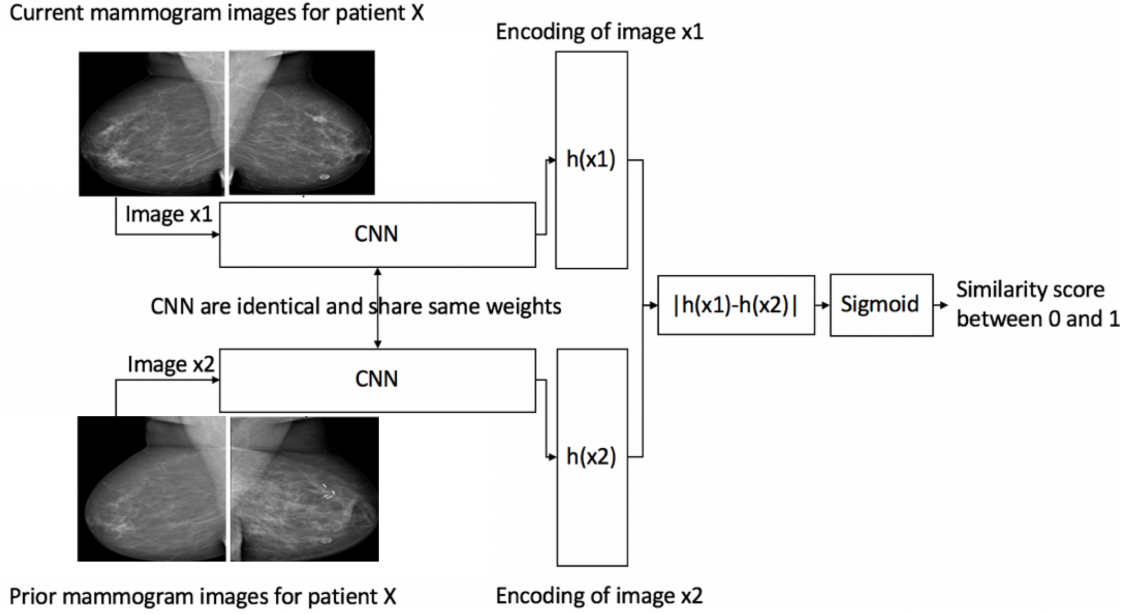 Current mammogram images for patient X
Encoding of image x1
h(x1)
Image x1
CNN
CNN are identical and share same weights
|h(x1)-h(x2)|
Sigmoid
Similarity score
between 0 and 1
Image x2
CNN
h(x2)
Prior mammogram images for patient X
Encoding of image x2